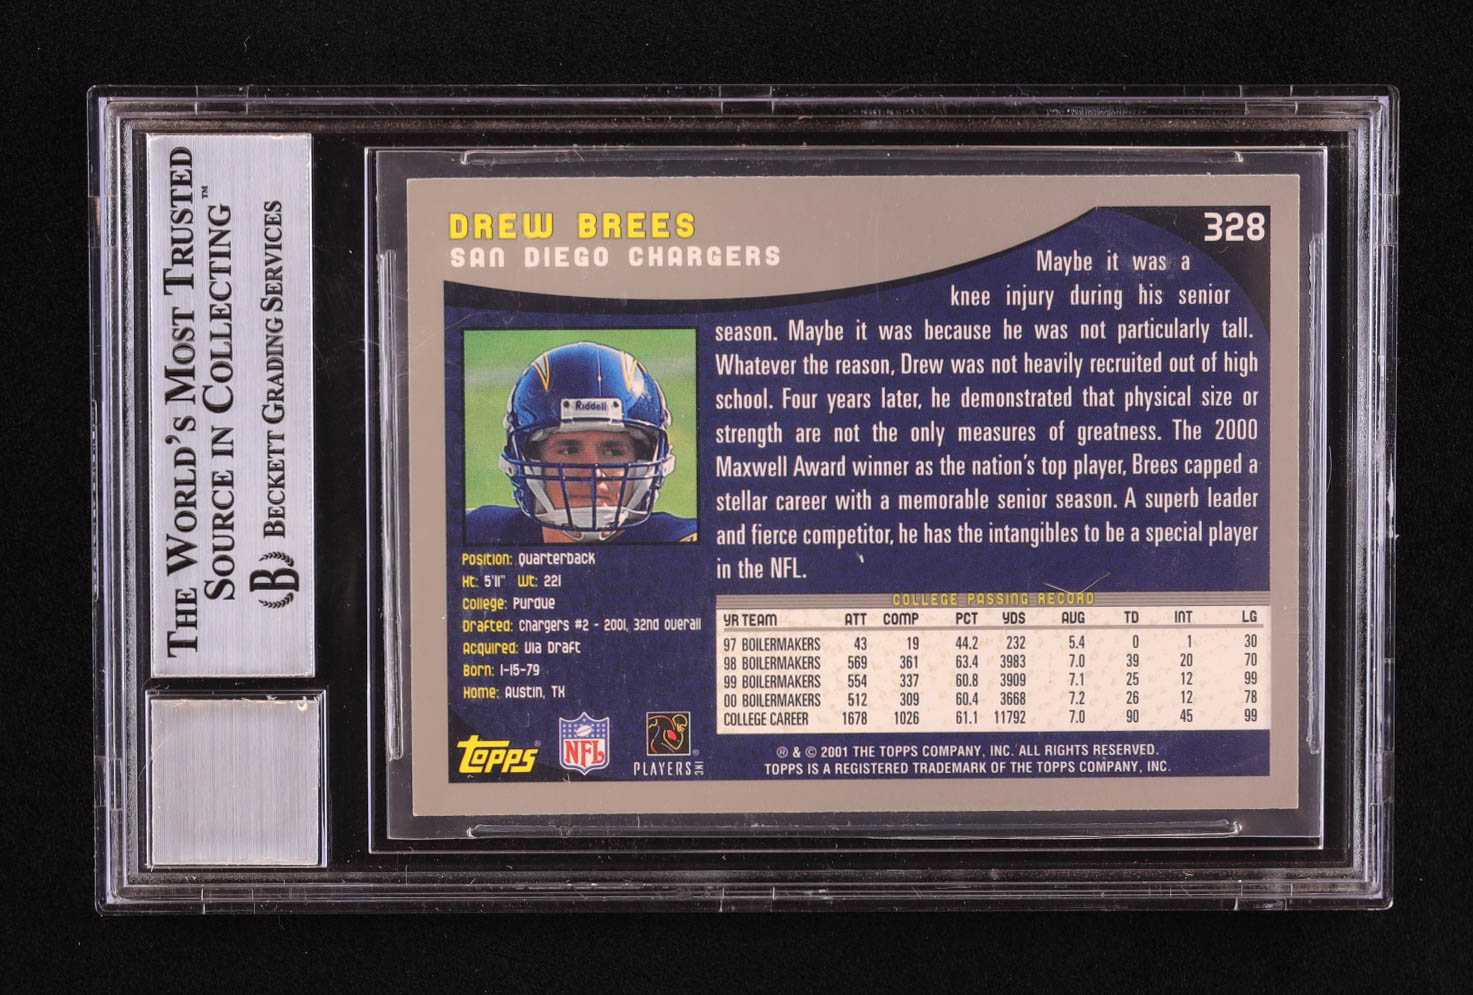 THE WORLD'S MOST TRUSTED
SOURCE IN COLLECTING™
BECKETT GRADING SERVICES
B
DREW BREES
SAN DIEGO CHARGERS
328
Maybe it was a
knee injury during his senior
season. Maybe it was because he was not particularly tall.
Whatever the reason, Drew was not heavily recruited out of high
school. Four years later, he demonstrated that physical size or
strength are not the only measures of greatness. The 2000
Maxwell Award winner as the nation's top player, Brees capped a
stellar career with a memorable senior season. A superb leader
and fierce competitor, he has the intangibles to be a special player
in the NFL.
Riddell
Position: Quarterback
Ht: 5'11" Wt: 221
College: Purdue
Drafted: Chargers #2 - 2001, 32nd overall
Acquired: Via Draft
Born: 1-15-79
Home: Austin, TX
COLLEGE PASSING RECORD
YR TEAM ATT COMP PCT YDS AVG TD INT LG
97 BOILERMAKERS 43 19 44.2 232 5.4 0 1 30
98 BOILERMAKERS 569 361 63.4 3983 7.0 39 20 70
99 BOILERMAKERS 554 337 60.8 3909 7.1 25 12 99
00 BOILERMAKERS 512 309 60.4 3668 7.2 26 12 78
COLLEGE CAREER 1678 1026 61.1 11792 7.0 90 45 99
Topps®
NFL
PLAYERS INC ®
® & © 2001 THE TOPPS COMPANY, INC. ALL RIGHTS RESERVED.
TOPPS IS A REGISTERED TRADEMARK OF THE TOPPS COMPANY, INC.